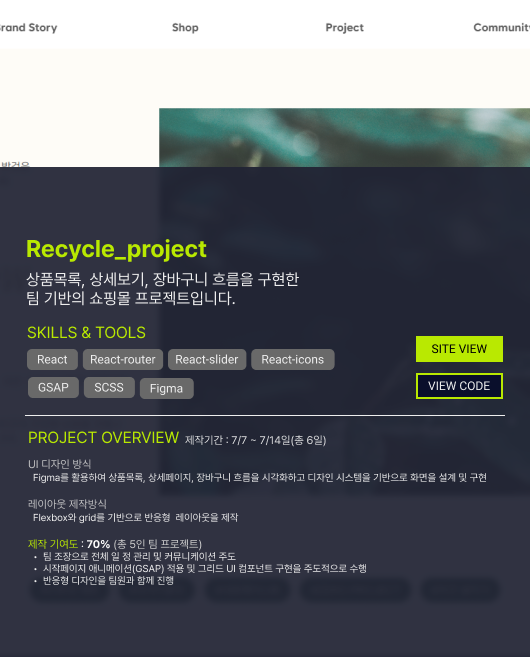 rand Story Shop Project Community
Recycle_project
상품목록, 상세보기, 장바구니 흐름을 구현한
팀 기반의 쇼핑몰 프로젝트입니다.
SKILLS & TOOLS
SITE VIEW
React React-router React-slider React-icons
VIEW CODE
GSAP SCSS Figma
PROJECT OVERVIEW 제작기간 : 7/7 ~ 7/14일(총 6일)
UI 디자인 방식
Figma를 활용하여 상품목록, 상세페이지, 장바구니 흐름을 시각화하고 디자인 시스템을 기반으로 화면을 설계 및 구현
레이아웃 제작방식
Flexbox와 grid를 기반으로 반응형 레이아웃을 제작
제작 기여도 : 70% (총 5인 팀 프로젝트)
• 팀 조장으로 전체 일 정 관리 및 커뮤니케이션 주도
• 시작페이지 애니메이션(GSAP) 적용 및 그리드 UI 컴포넌트 구현을 주도적으로 수행
• 반응형 디자인을 팀원과 함께 진행